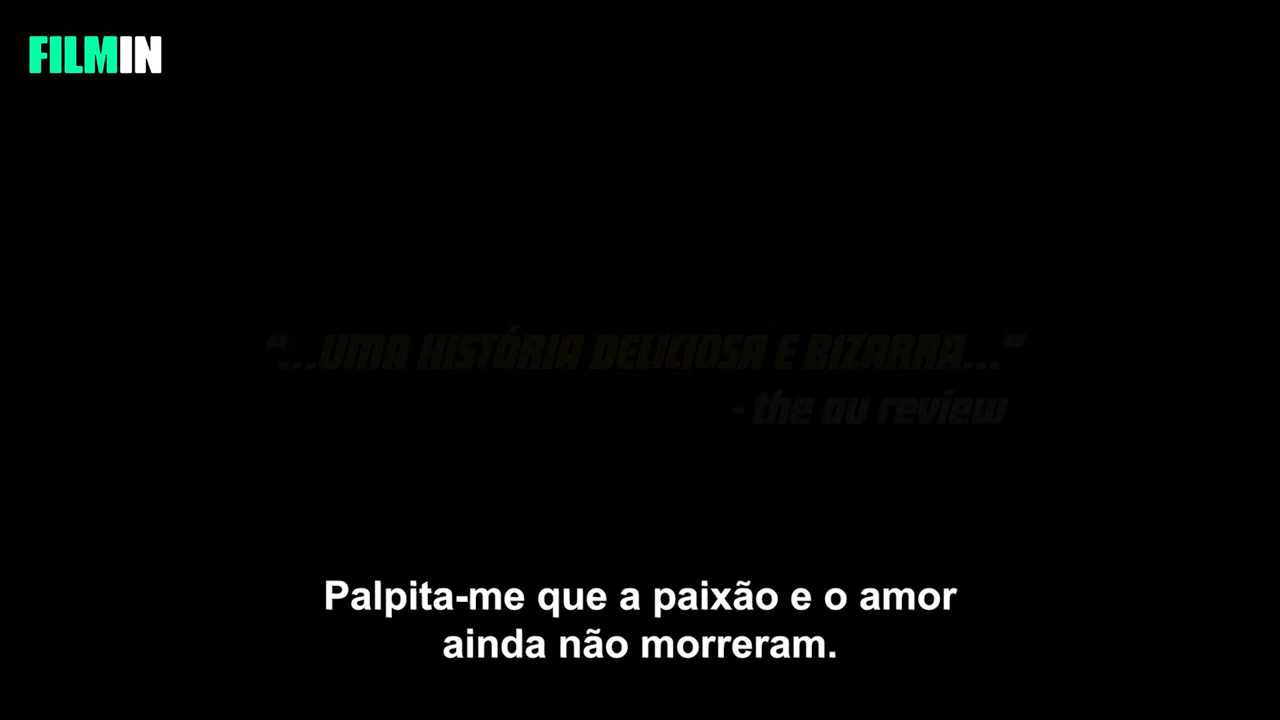 FILMIN
"...UMA HISTÓRIA DELICIOSA E BIZARRA..."
- the au review
Palpita-me que a paixão e o amor
ainda não morreram.